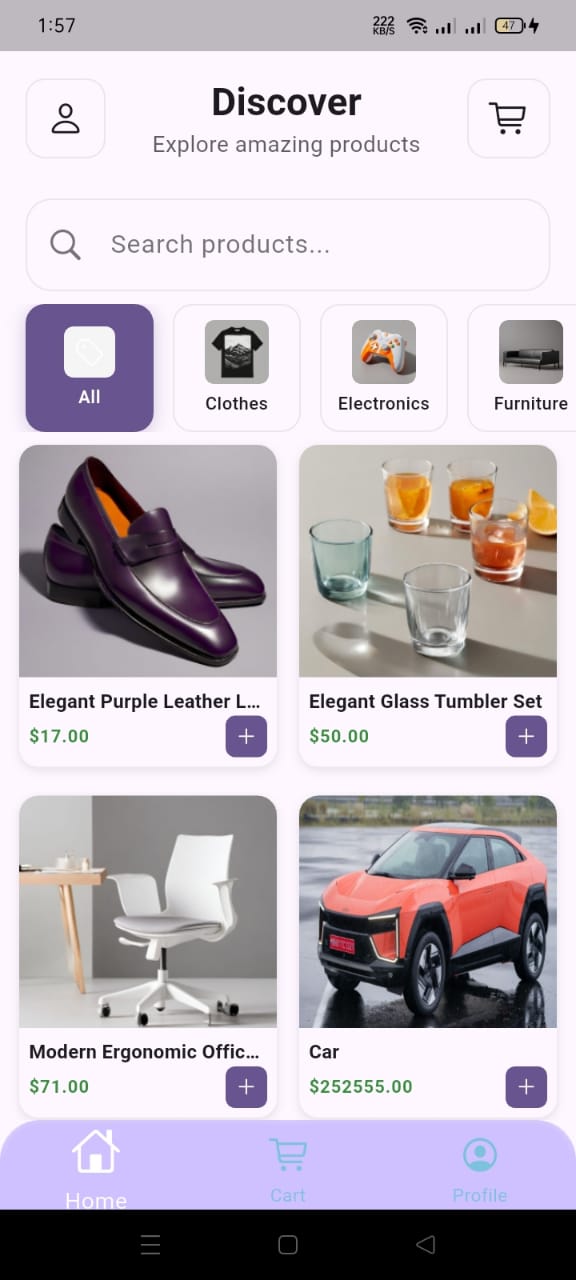 1:57
222
KB/S
47
Discover
Explore amazing products
Search products...
All
Clothes
Electronics
Furniture
Elegant Purple Leather L...
Elegant Glass Tumbler Set
$17.00
$50.00
Modern Ergonomic Offic...
Car
$71.00
$252555.00
Home
Cart
Profile